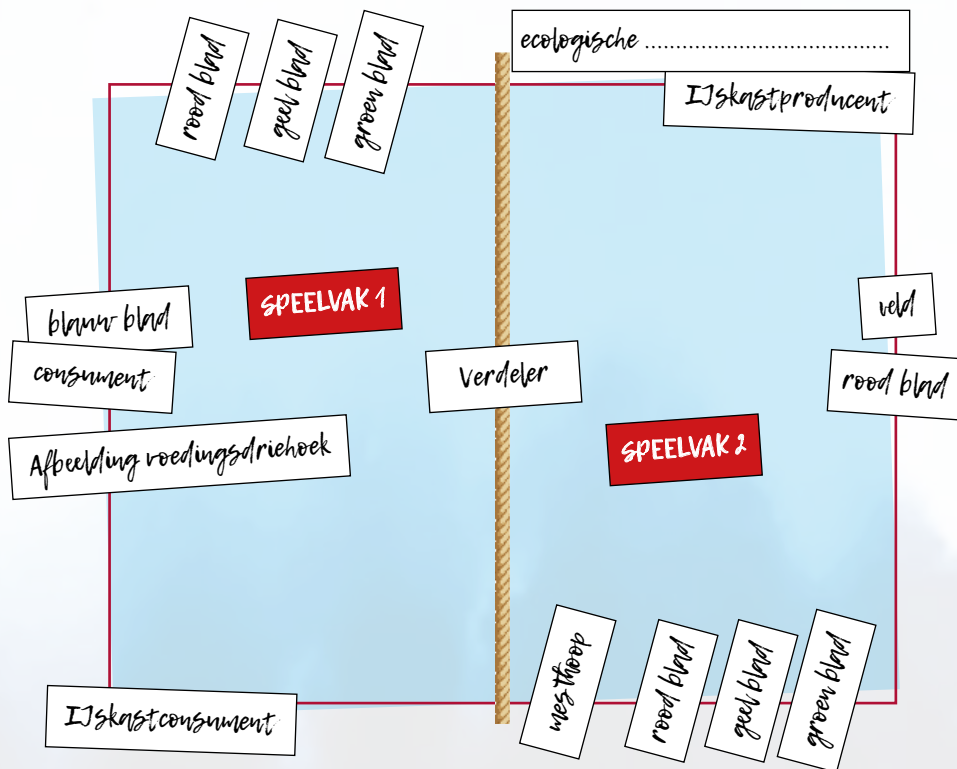 rood blad
geel blad
groen blad
ecologische ........................................
IJskastproducent
SPEELVAK 1
blauw blad
consument
Afbeelding voedingsdriehoek
Verdeler
veld
rood blad
SPEELVAK 2
IJskastconsument
mesthoop
rood blad
geel blad
groen blad